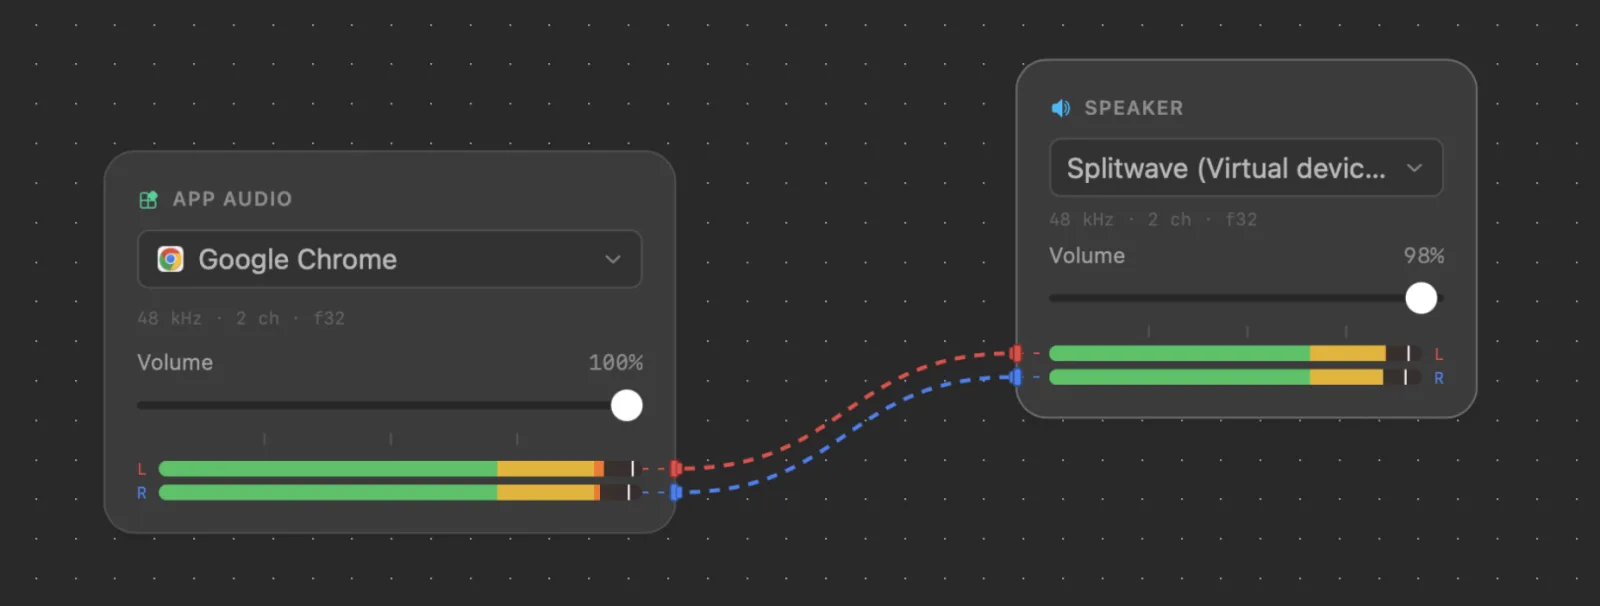 APP AUDIO
Google Chrome
48 kHz · 2 ch · f32
Volume 100%
L
R
SPEAKER
Splitwave (Virtual devic...
48 kHz · 2 ch · f32
Volume 98%
L
R